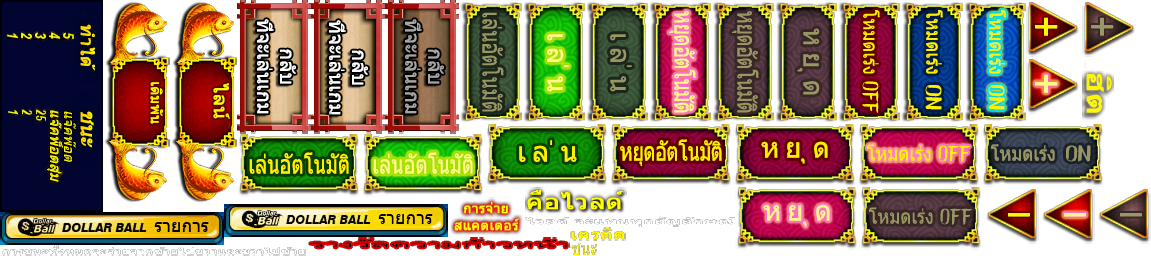 ทำได้ ชนะ
5 แจ๊คพ็อตสุ่ม
4 แจ๊คพ็อต
3 25
2 2
1 1
เดิมพัน
ไลน์
กลับ
ที่จะเล่นเกม
กลับ
ที่จะเล่นเกม
กลับ
ที่จะเล่นเกม
เล่นอัตโนมัติ
เล่น
เล่น
หยุดอัตโนมัติ
หยุดอัตโนมัติ
หยุด
โหมดเร่ง OFF
โหมดเร่ง ON
โหมดเร่ง ON
ฮิต
เล่นอัตโนมัติ
เล่นอัตโนมัติ
เล่น
หยุดอัตโนมัติ
หยุด
โหมดเร่ง OFF
โหมดเร่ง ON
Dollar Ball DOLLAR BALL รายการ
Dollar Ball DOLLAR BALL รายการ
การจ่าย
สแคตเตอร์
คือไวลด์
เครดิต
ชนะ
หยุด
โหมดเร่ง OFF